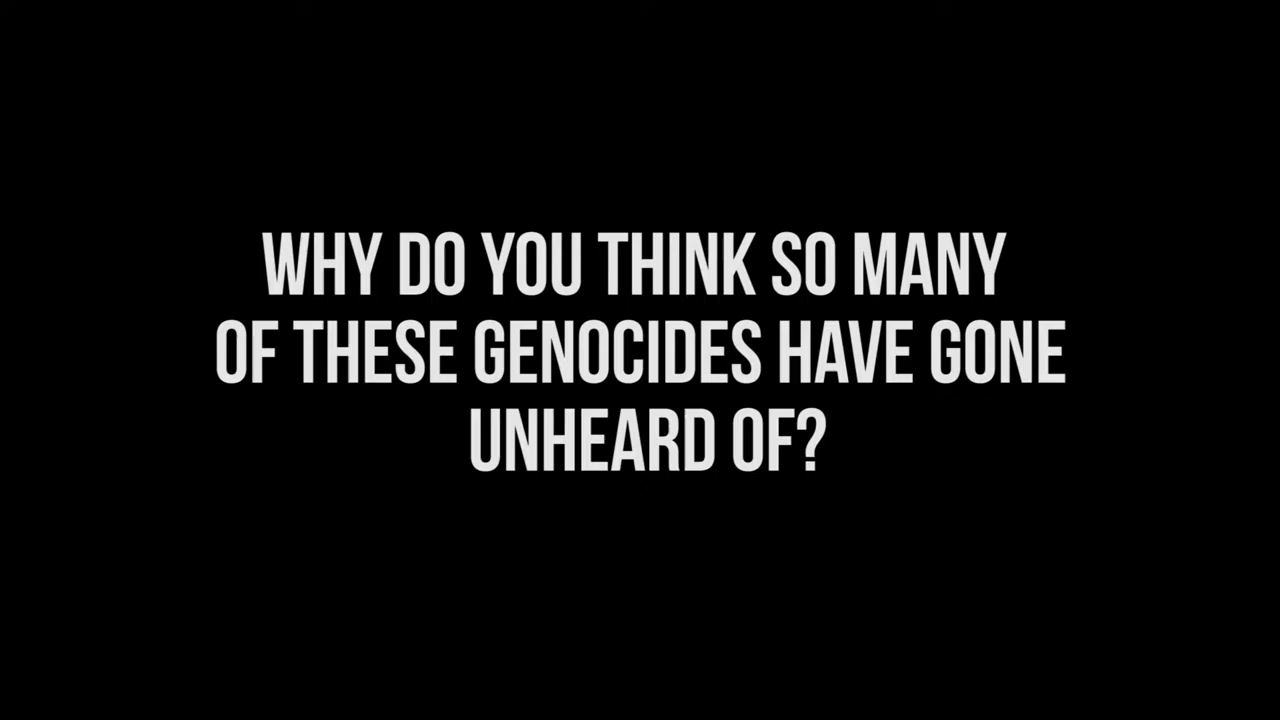 WHY DO YOU THINK SO MANY
OF THESE GENOCIDES HAVE GONE
UNHEARD OF?